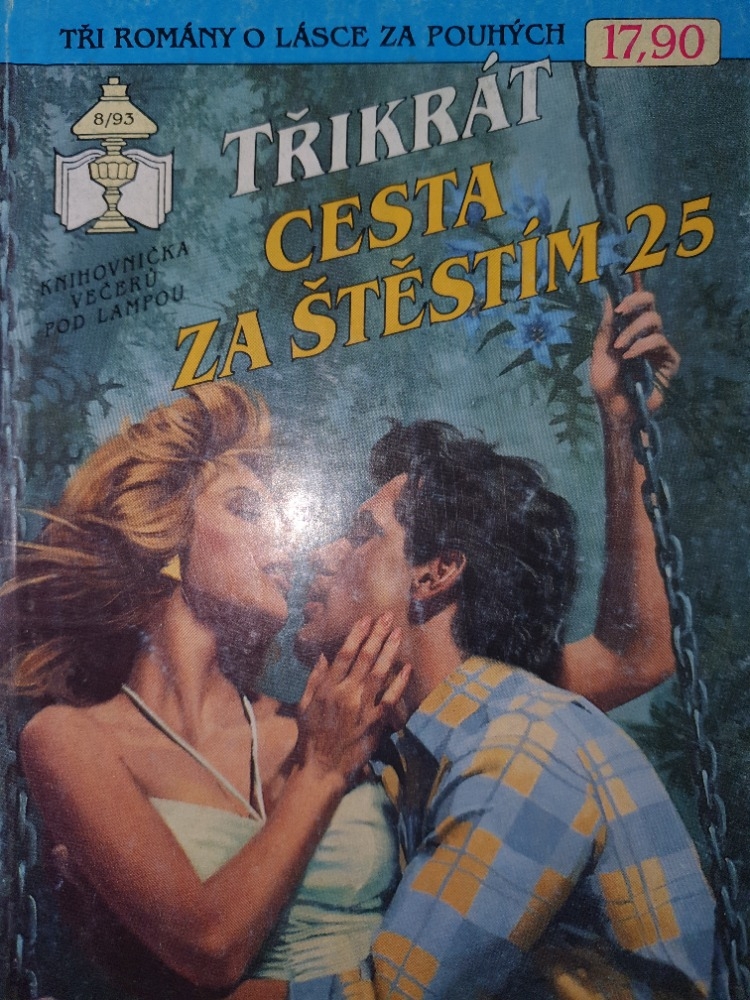 TŘI ROMÁNY O LÁSCE ZA POUHÝCH
17,90
8/93
KNIHOVNIČKA
VEČERŮ
POD LAMPOU
TŘIKRÁT
CESTA
ZA ŠTĚSTÍM 25